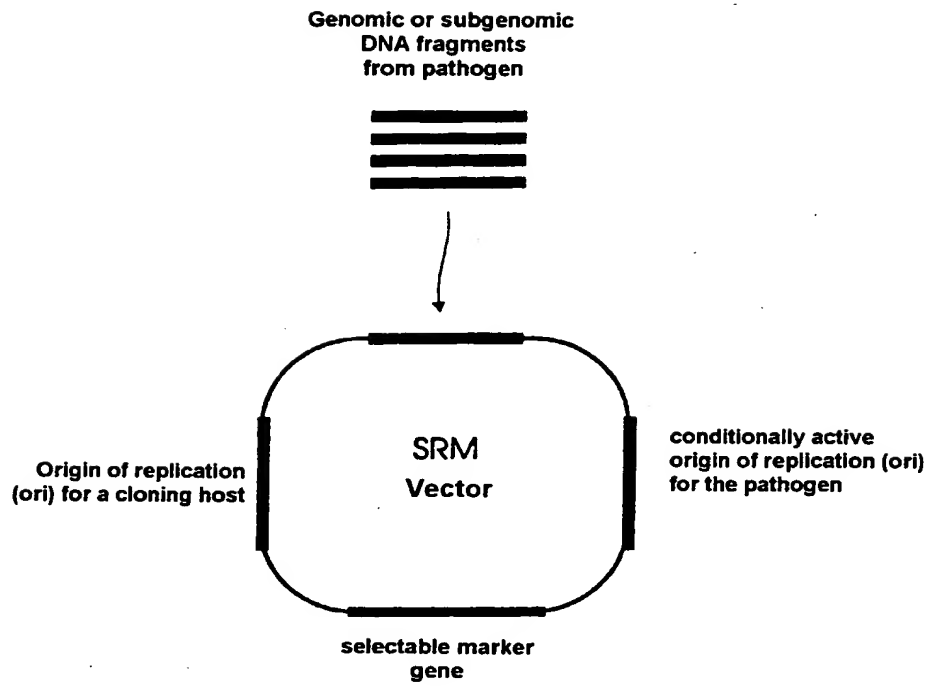 Genomic or subgenomic
DNA fragments
from pathogen
SRM
Vector
Origin of replication
(ori) for a cloning host
conditionally active
origin of replication (ori)
for the pathogen
selectable marker
gene